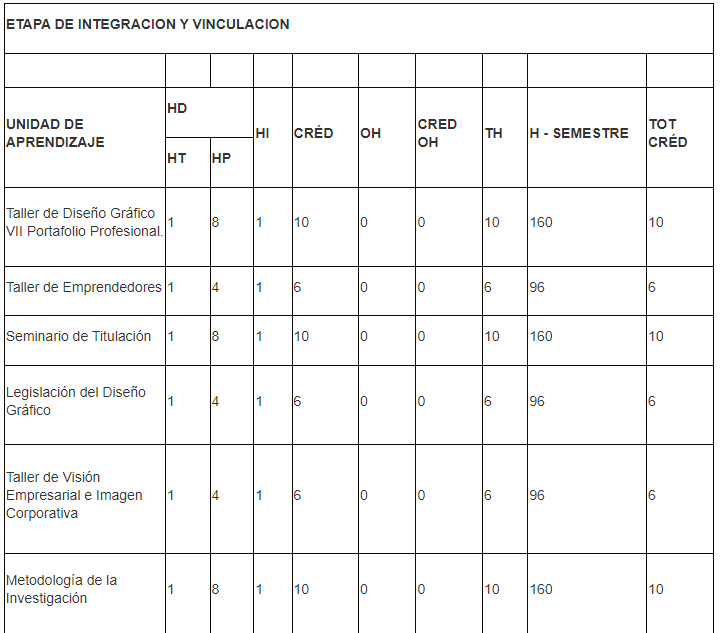 ETAPA DE INTEGRACION Y VINCULACION
UNIDAD DE APRENDIZAJE HD HI CRÉD OH CRED OH TH H - SEMESTRE TOT CRÉD
HT HP
Taller de Diseño Gráfico VII Portafolio Profesional. 1 8 1 10 0 0 10 160 10
Taller de Emprendedores 1 4 1 6 0 0 6 96 6
Seminario de Titulación 1 8 1 10 0 0 10 160 10
Legislación del Diseño Gráfico 1 4 1 6 0 0 6 96 6
Taller de Visión Empresarial e Imagen Corporativa 1 4 1 6 0 0 6 96 6
Metodología de la Investigación 1 8 1 10 0 0 10 160 10